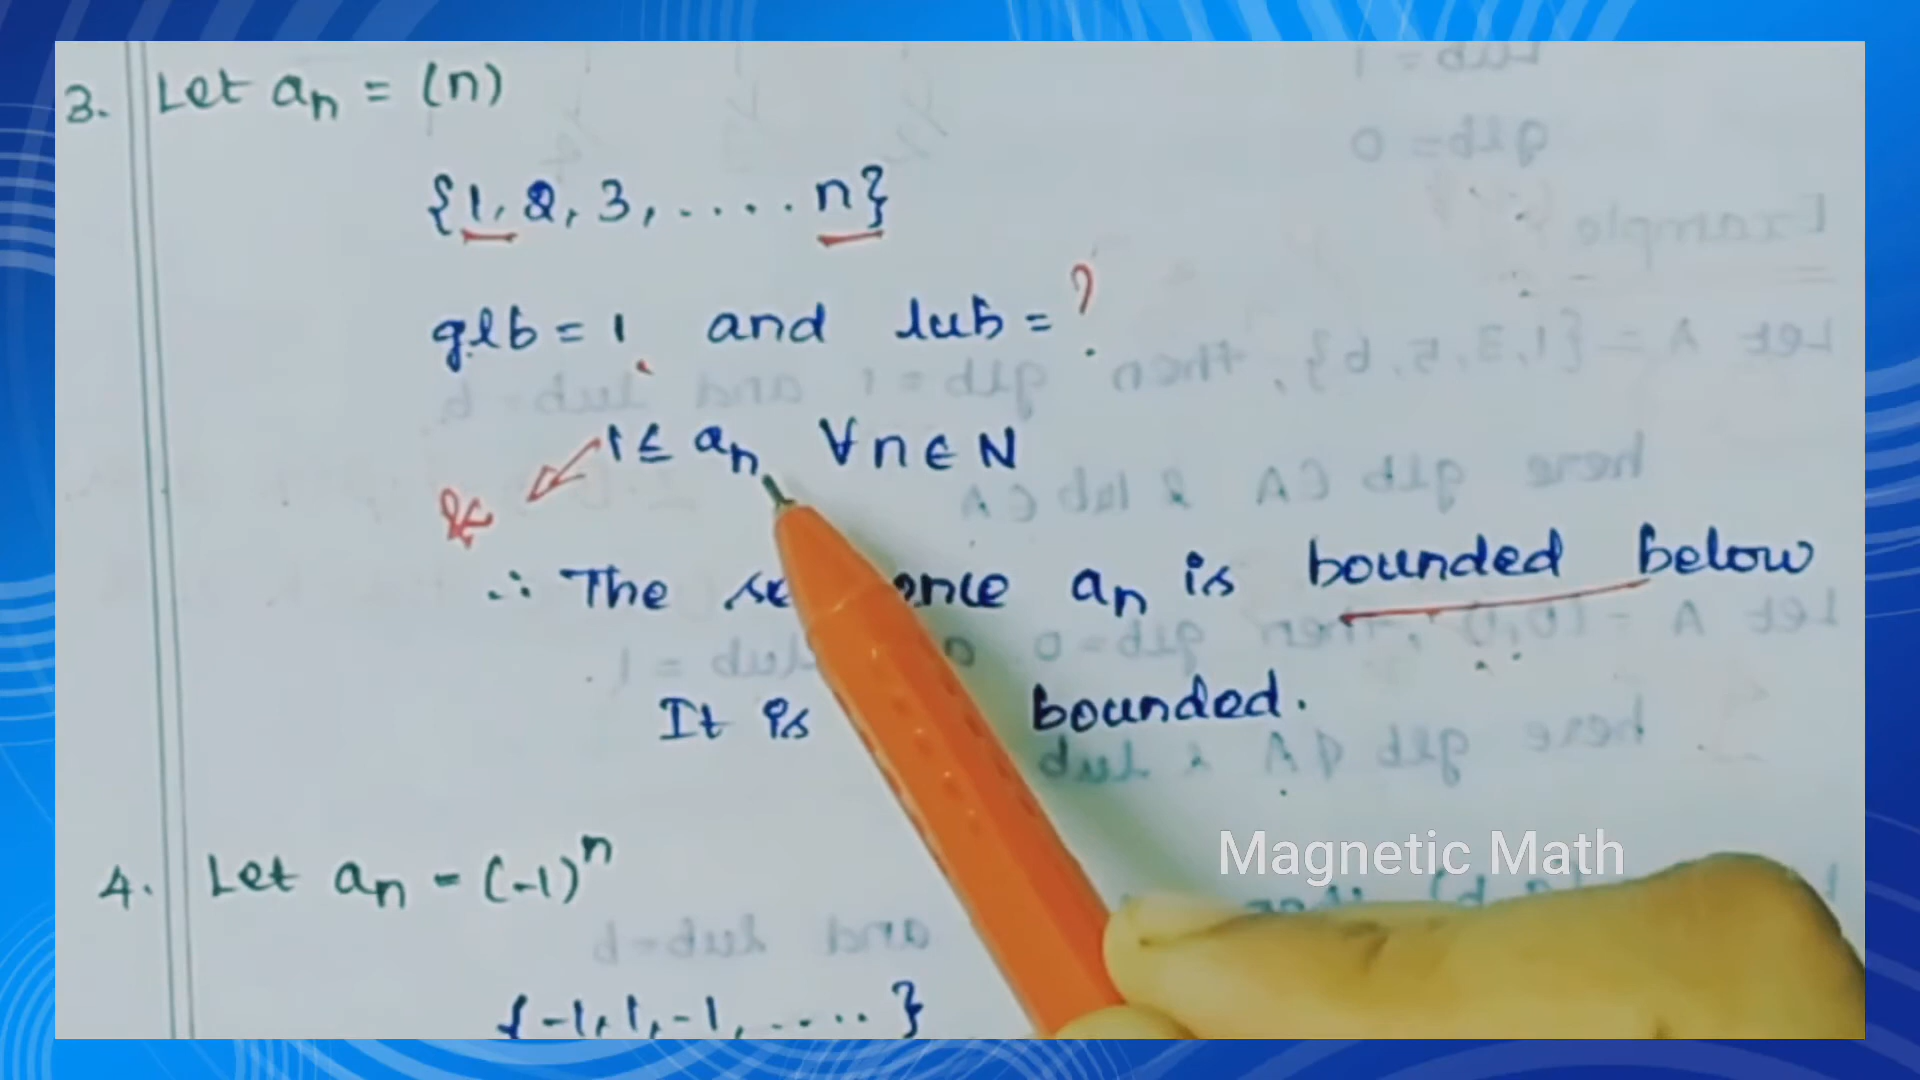 3. Let aₙ = (n)
{1, 2, 3, .... n}
glb = 1 and lub = ?
1 ≤ aₙ ∀ n ∈ N
k
∴ The se ence aₙ is bounded below
It is bounded.
Magnetic Math
4. Let aₙ = (-1)ⁿ
{-1, 1, -1, ..... }